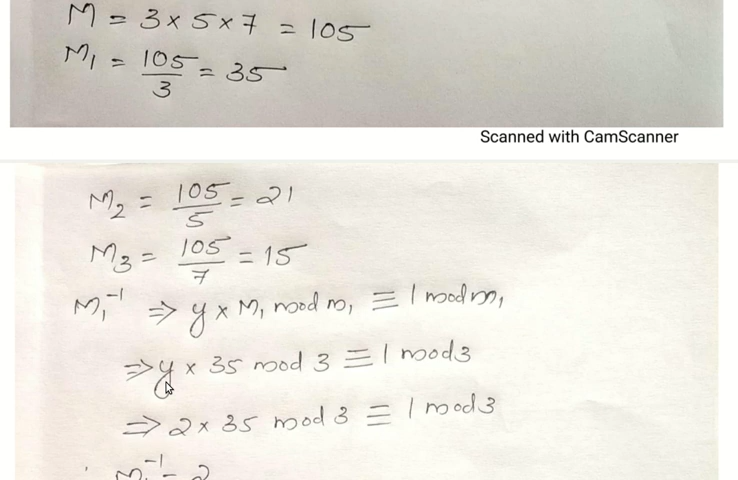 M = 3 × 5 × 7 = 105
M₁ = 105/3 = 35
Scanned with CamScanner
M₂ = 105/5 = 21
M₃ = 105/7 = 15
M₁⁻¹ ⇒ y × M₁ mod m₁ ≡ 1 mod m₁
⇒ y × 35 mod 3 ≡ 1 mod 3
⇒ 2 × 35 mod 3 ≡ 1 mod 3